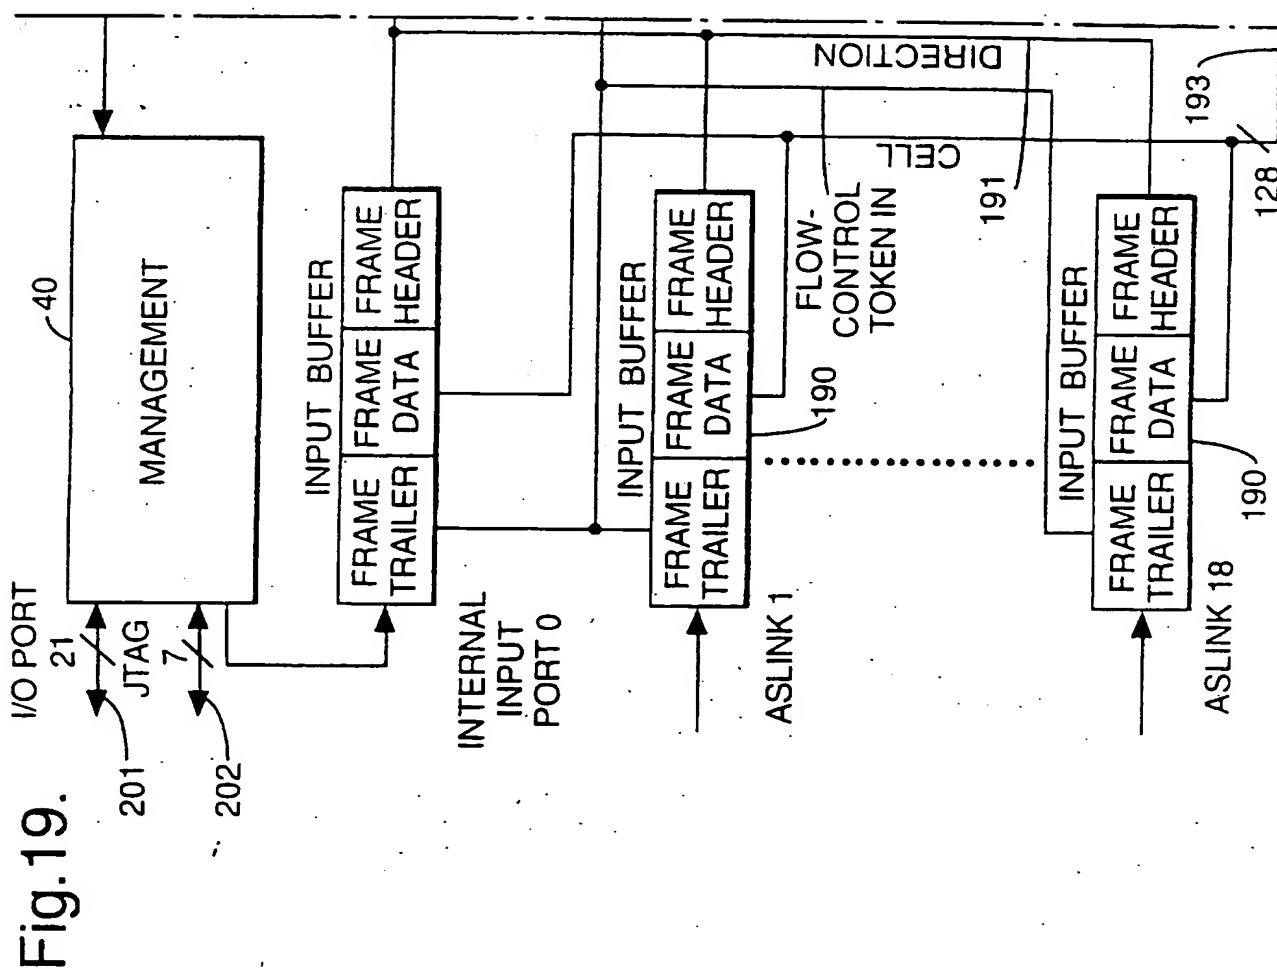 Fig.19.
I/O PORT
21
JTAG
7
201
202
40
MANAGEMENT
INTERNAL
INPUT
PORT 0
INPUT BUFFER
FRAME
TRAILER
FRAME
DATA
FRAME
HEADER
ASLINK 1
INPUT BUFFER
FRAME
TRAILER
FRAME
DATA
FRAME
HEADER
190
FLOW-
CONTROL
TOKEN IN
CELL
DIRECTION
191
ASLINK 18
INPUT BUFFER
FRAME
TRAILER
FRAME
DATA
FRAME
HEADER
190
128
193